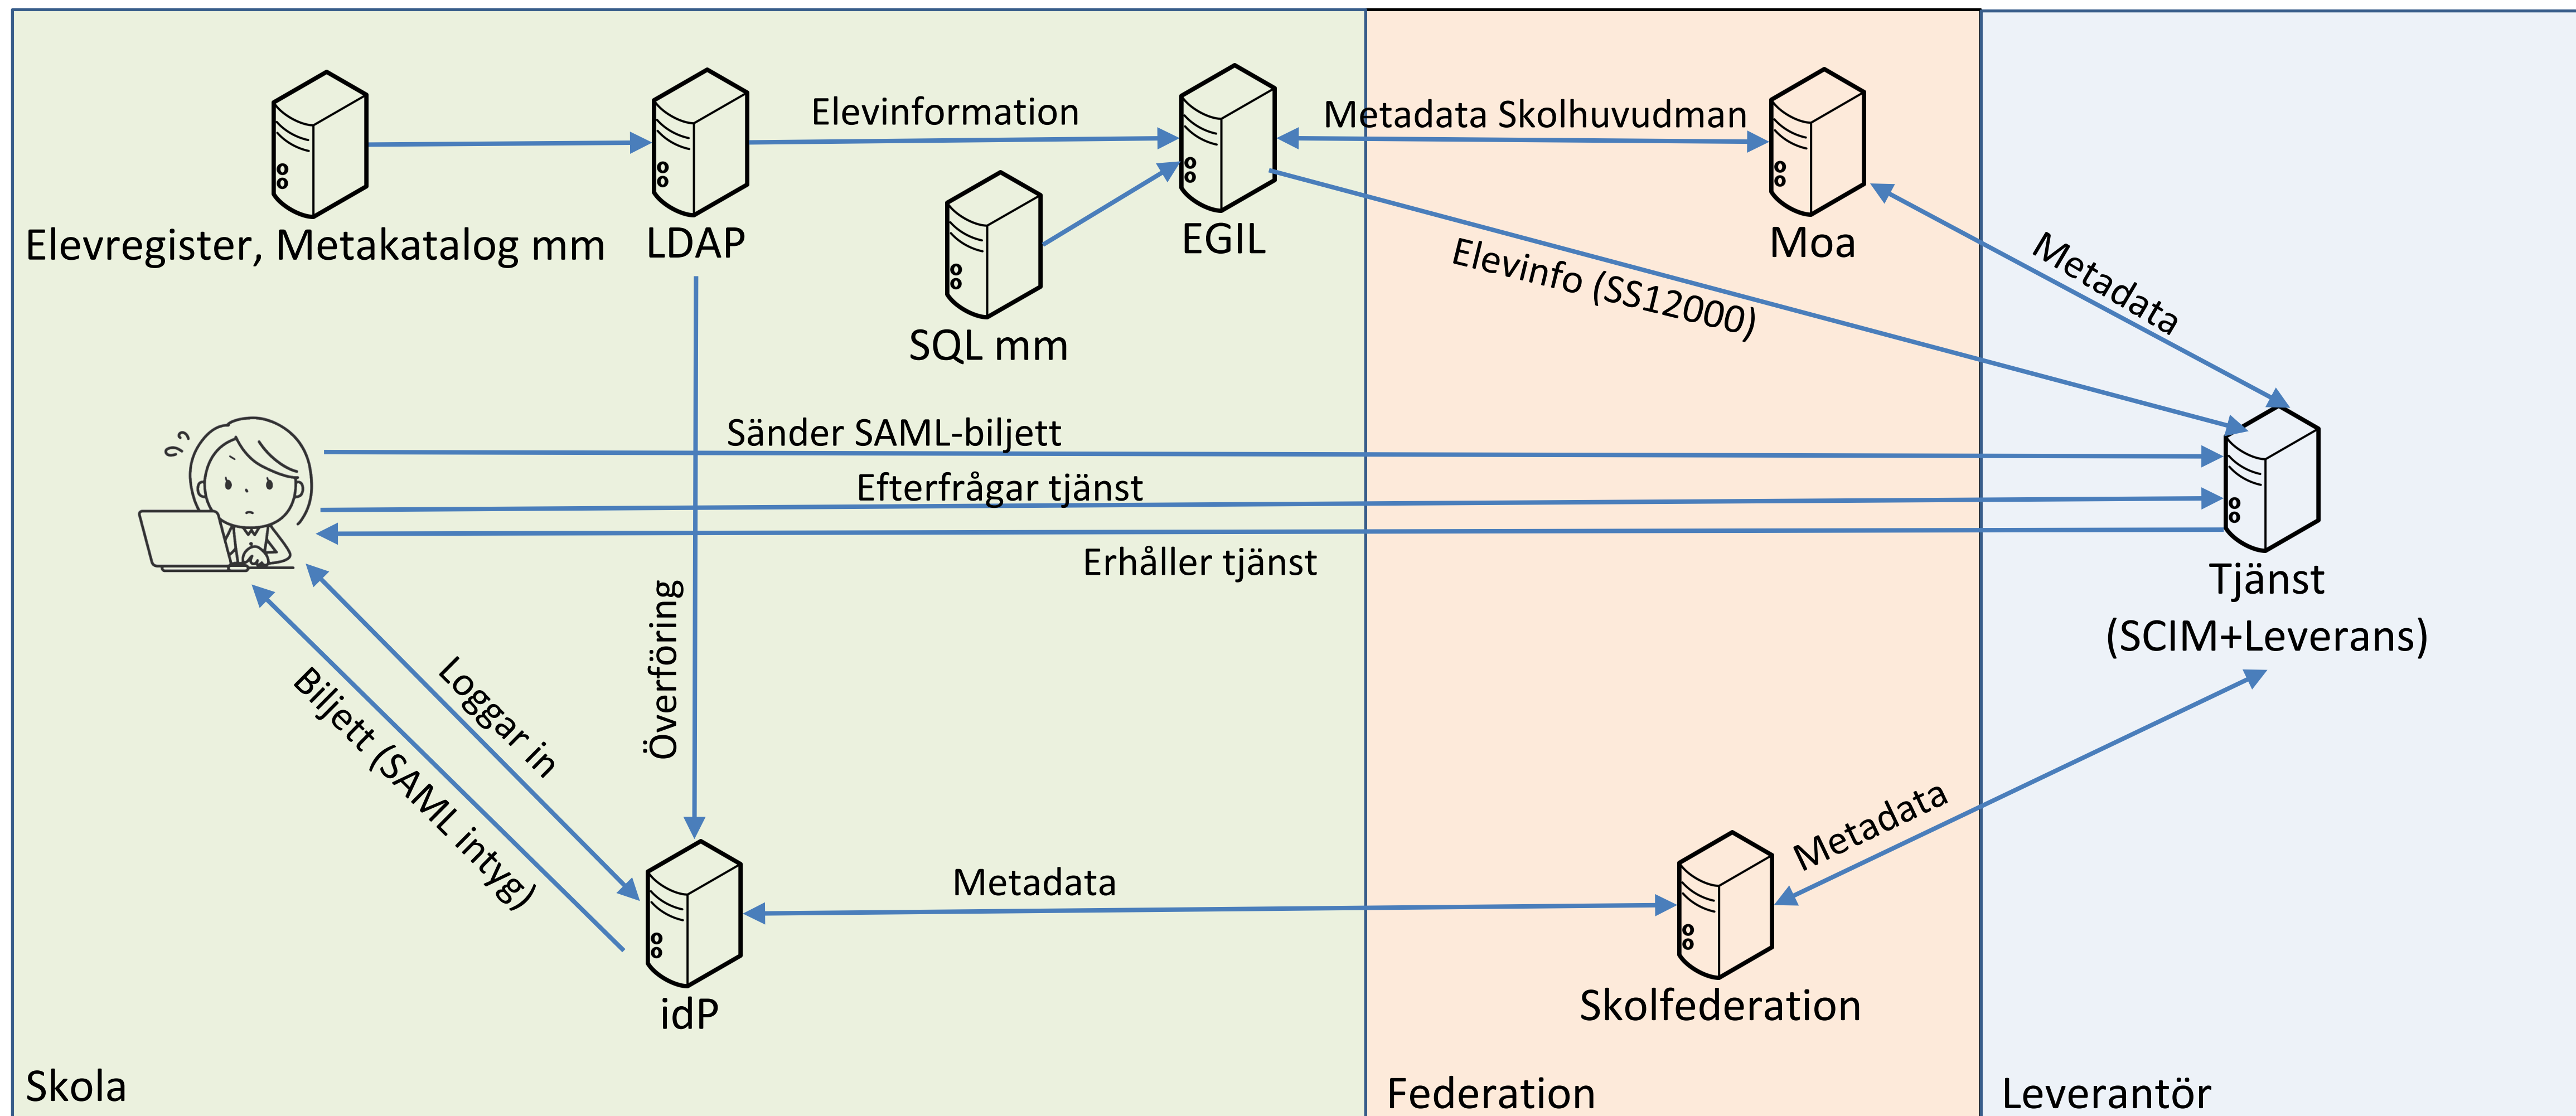 Elevinformation
Metadata Skolhuvudman
Elevregister, Metakatalog mm
LDAP
EGIL
Moa
Elevinfo (SS12000)
Metadata
SQL mm
Sänder SAML-biljett
Efterfrågar tjänst
Erhåller tjänst
Tjänst
(SCIM+Leverans)
Överföring
Loggar in
Biljett (SAML intyg)
Metadata
Metadata
idP
Skolfederation
Skola
Federation
Leverantör